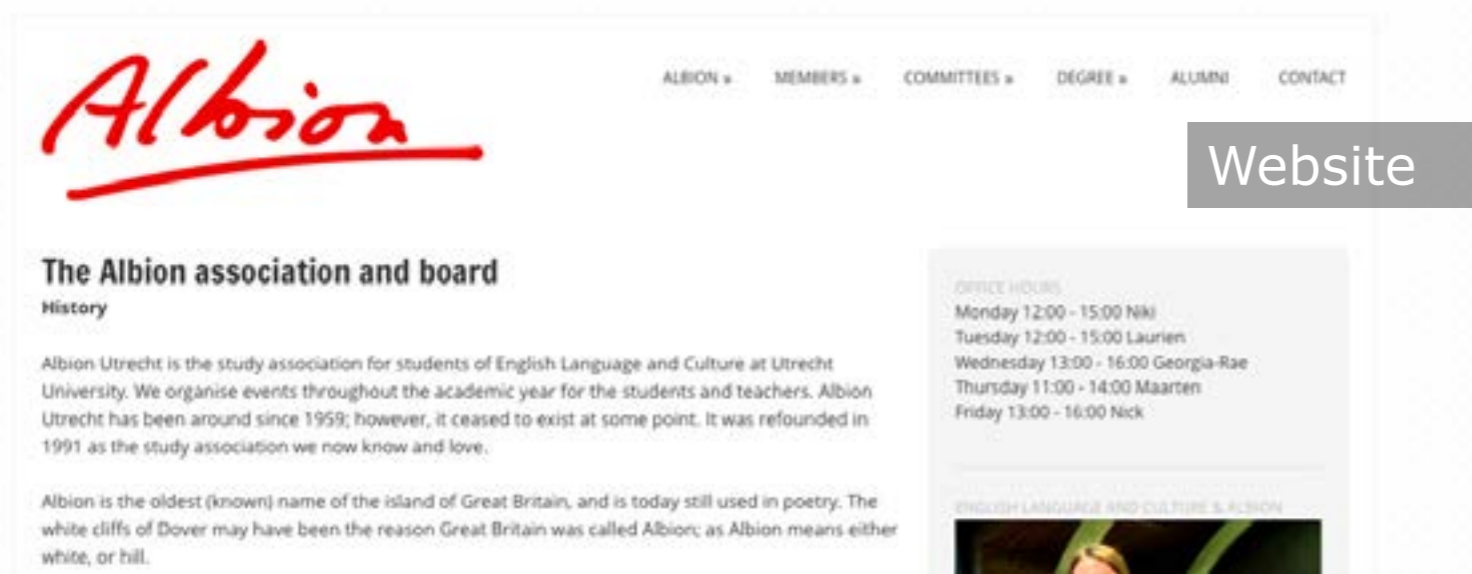 Albion
ALBION »
MEMBERS »
COMMITTEES »
DEGREE »
ALUMNI
CONTACT
Website
The Albion association and board
History
Albion Utrecht is the study association for students of English Language and Culture at Utrecht
University. We organise events throughout the academic year for the students and teachers. Albion
Utrecht has been around since 1959; however, it ceased to exist at some point. It was refounded in
1991 as the study association we now know and love.
Albion is the oldest (known) name of the island of Great Britain, and is today still used in poetry. The
white cliffs of Dover may have been the reason Great Britain was called Albion; as Albion means either
white, or hill.
OFFICE HOURS
Monday 12:00 - 15:00 Niki
Tuesday 12:00 - 15:00 Laurien
Wednesday 13:00 - 16:00 Georgia-Rae
Thursday 11:00 - 14:00 Maarten
Friday 13:00 - 16:00 Nick
ENGLISH LANGUAGE AND CULTURE & ALBION